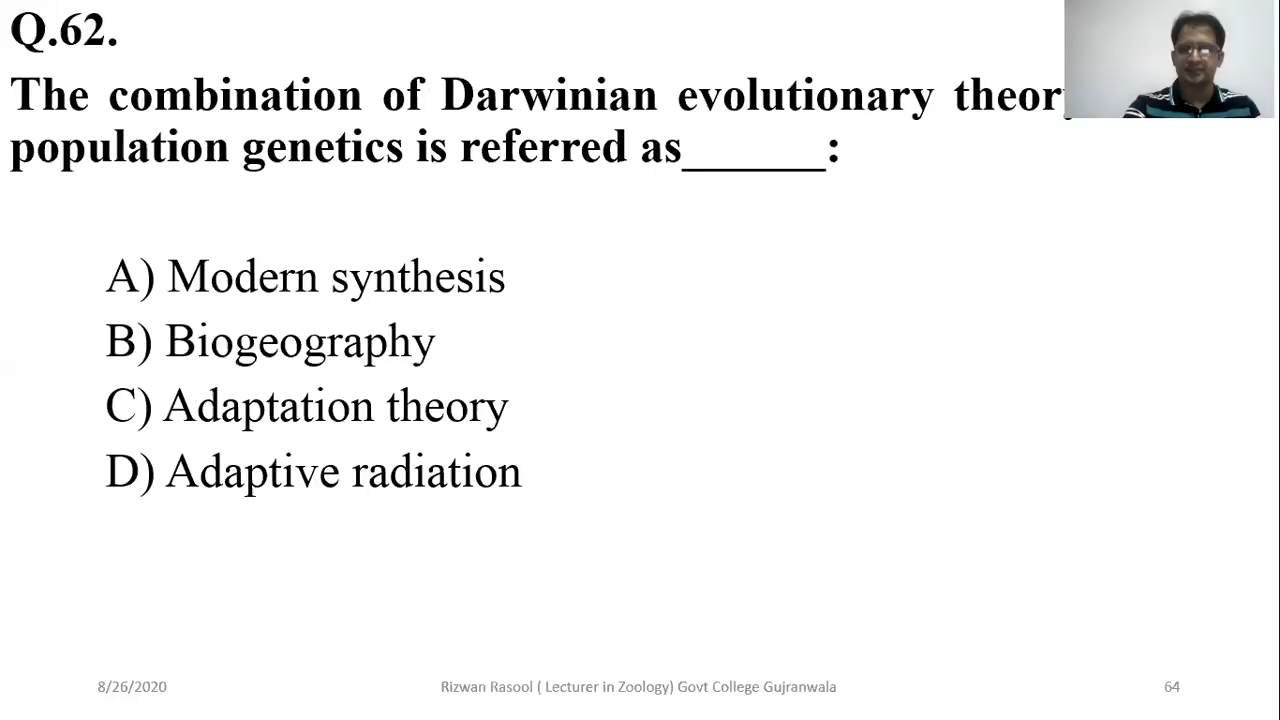 Q.62.
The combination of Darwinian evolutionary theory
population genetics is referred as______:
A) Modern synthesis
B) Biogeography
C) Adaptation theory
D) Adaptive radiation
8/26/2020 Rizwan Rasool ( Lecturer in Zoology) Govt College Gujranwala 64